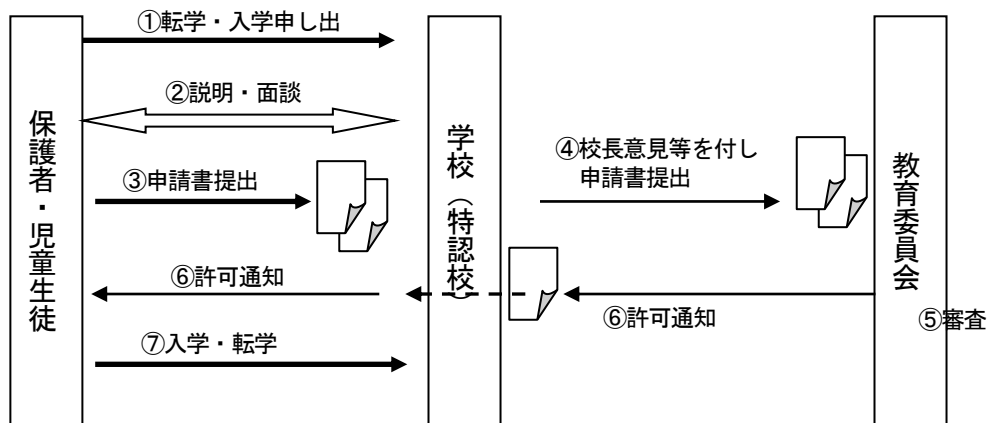 ①転学・入学申し出
②説明・面談
③申請書提出
④校長意見等を付し
申請書提出
⑥許可通知
⑥許可通知
⑤審査
⑦入学・転学
保護者・児童生徒
学校（特認校）
教育委員会